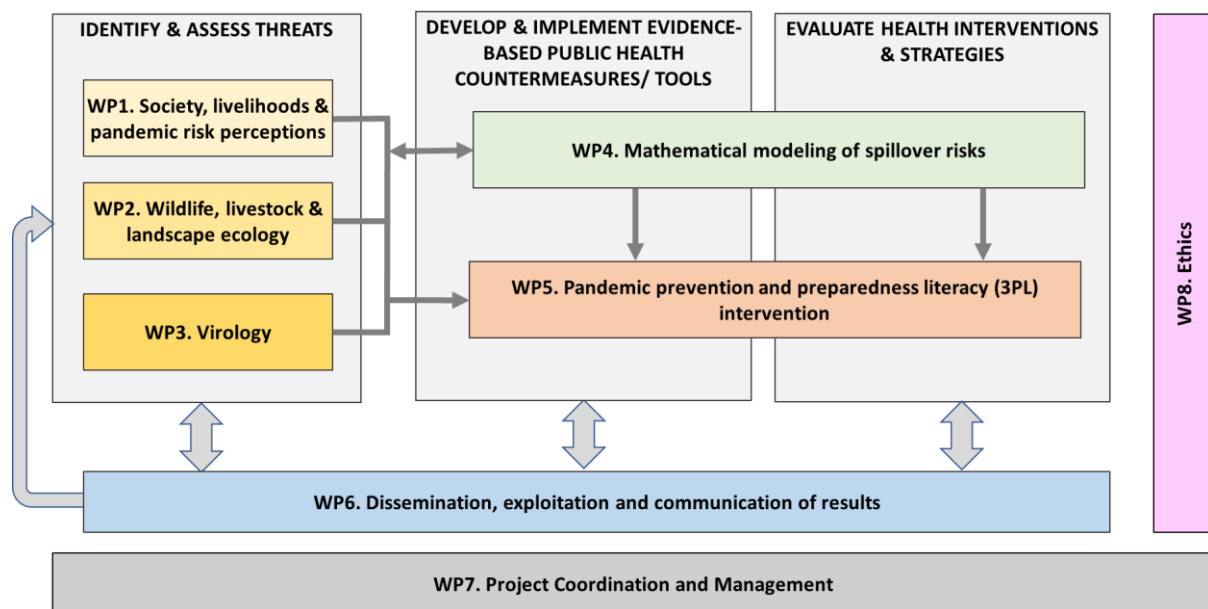 IDENTIFY & ASSESS THREATS
DEVELOP & IMPLEMENT EVIDENCE-
BASED PUBLIC HEALTH
COUNTERMEASURES/ TOOLS
EVALUATE HEALTH INTERVENTIONS
& STRATEGIES
WP1. Society, livelihoods &
pandemic risk perceptions
WP2. Wildlife, livestock &
landscape ecology
WP3. Virology
WP4. Mathematical modeling of spillover risks
WP5. Pandemic prevention and preparedness literacy (3PL)
intervention
WP6. Dissemination, exploitation and communication of results
WP7. Project Coordination and Management
WP8. Ethics